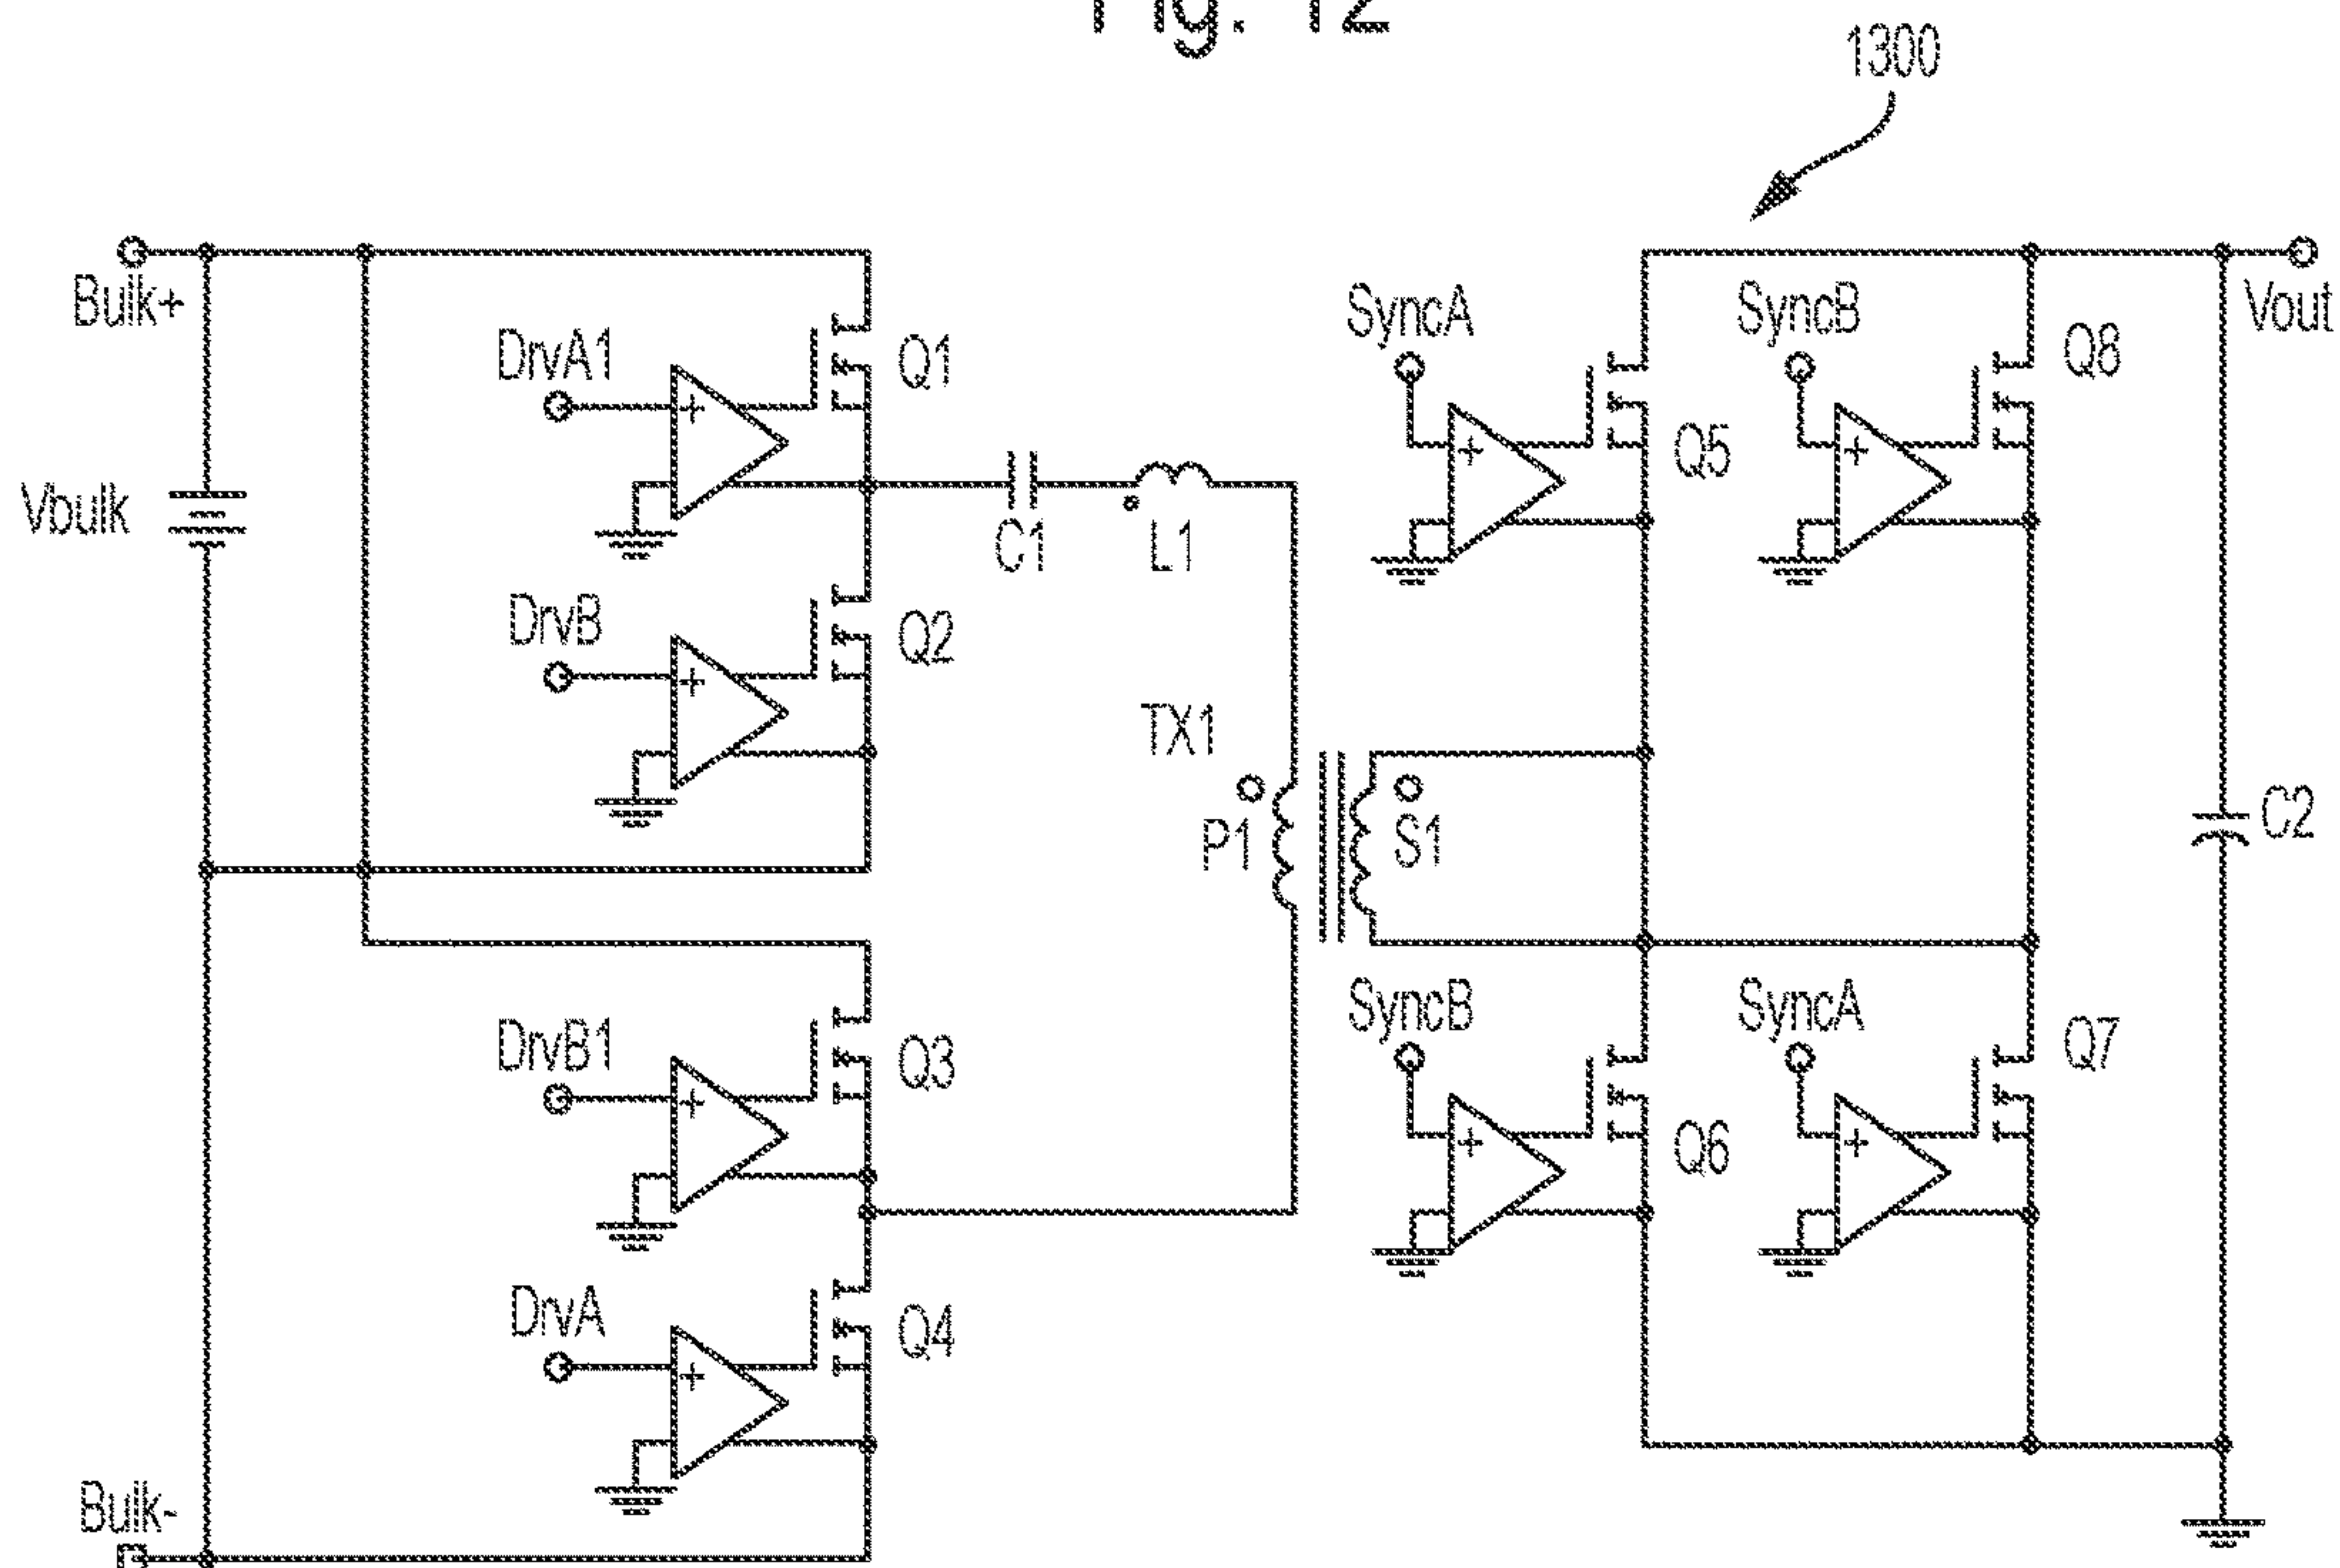 Fig. 12
1300
Bulk+
Vbulk
Bulk-
DrvA1
+
Q1
DrvB
+
Q2
C1
L1
DrvB1
+
Q3
DrvA
+
Q4
TX1
P1
S1
SyncA
+
Q5
SyncB
+
Q8
Vout
C2
SyncB
+
Q6
SyncA
+
Q7